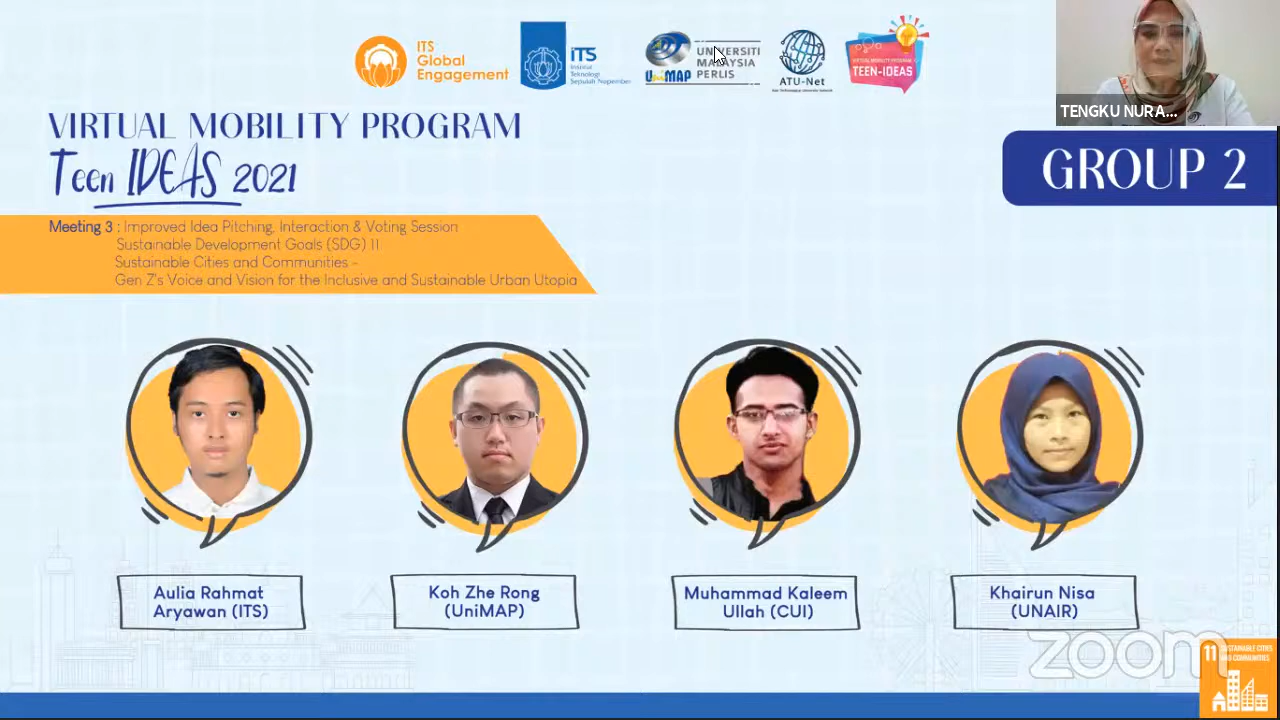 ITS
Global
Engagement
ITS
Institut
Teknologi
Sepuluh Nopember
UniMAP
UNIVERSITI
MALAYSIA
PERLIS
ATU-Net
VIRTUAL MOBILITY PROGRAM
TEEN-IDEAS
TENGKU NUR A...
VIRTUAL MOBILITY PROGRAM
Teen IDEAS 2021
GROUP 2
Meeting 3 : Improved Idea Pitching, Interaction & Voting Session
Sustainable Development Goals (SDG) 11
Sustainable Cities and Communities -
Gen Z's Voice and Vision for the Inclusive and Sustainable Urban Utopia
Aulia Rahmat
Aryawan (ITS)
Koh Zhe Rong
(UniMAP)
Muhammad Kaleem
Ullah (CUI)
Khairun Nisa
(UNAIR)
zoom
11 SUSTAINABLE CITIES
AND COMMUNITIES